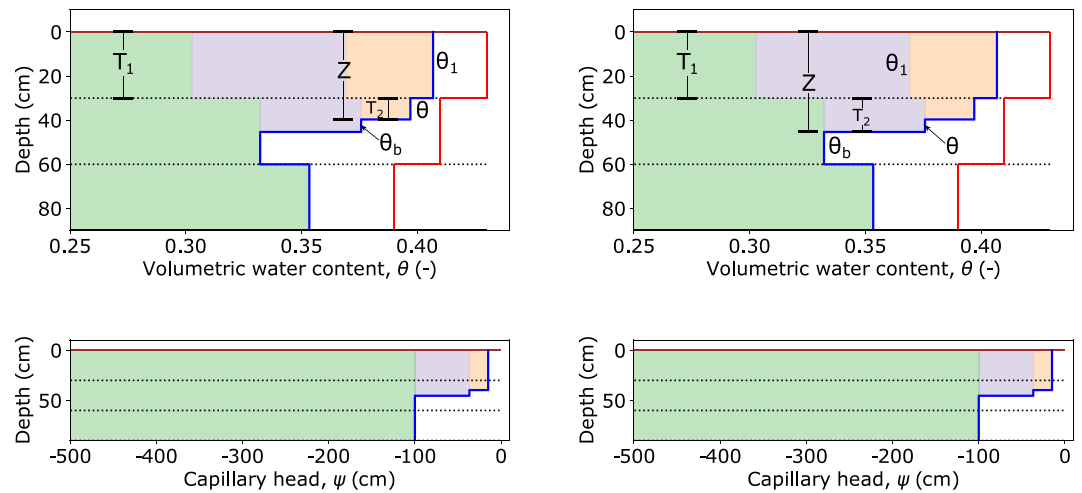 0
20
40
60
80
Depth (cm)
T₁
Z
T₂
θ₁
θ
θb
0.25
0.30
0.35
0.40
Volumetric water content, θ (-)
0
20
40
60
80
Depth (cm)
T₁
Z
T₂
θ₁
θ
θb
0.25
0.30
0.35
0.40
Volumetric water content, θ (-)
0
50
Depth (cm)
-500
-400
-300
-200
-100
0
Capillary head, ψ (cm)
0
50
Depth (cm)
-500
-400
-300
-200
-100
0
Capillary head, ψ (cm)